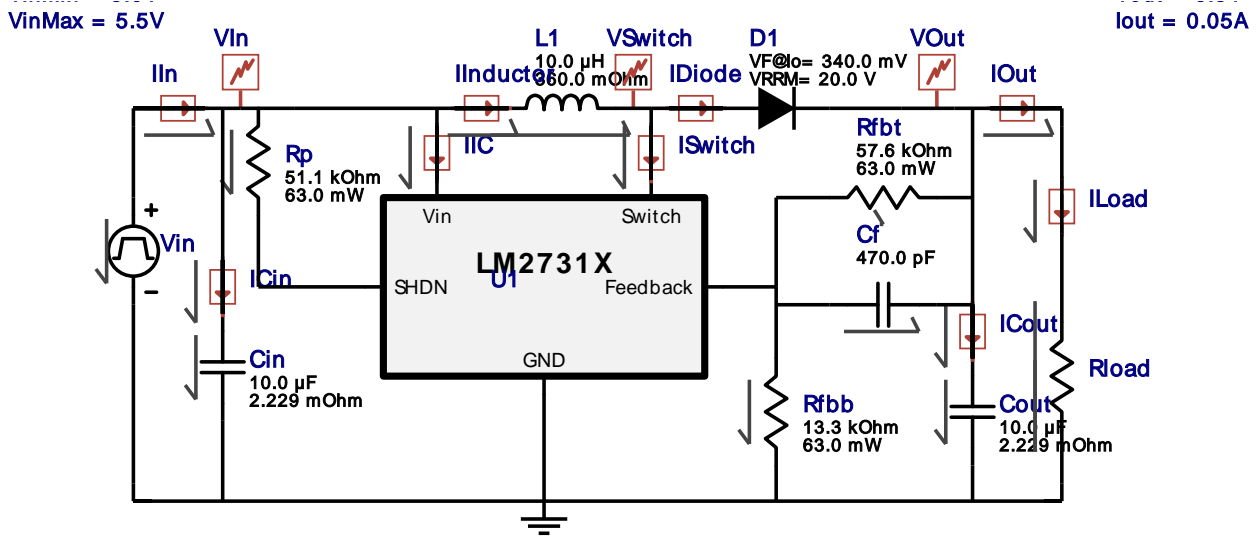 VinMax = 5.5V
Iout = 0.05A
VIn
L1
10.0 µH
360.0 mOhm
VSwitch
D1
VF@Io= 340.0 mV
VRRM= 20.0 V
VOut
IIn
IInductor
IDiode
IOut
Rp
51.1 kOhm
63.0 mW
IIC
ISwitch
Rfbt
57.6 kOhm
63.0 mW
ILoad
Vin
Switch
+
Vin
−
LM2731X
U1
SHDN
Feedback
GND
Cf
470.0 pF
ICin
ICout
Cin
10.0 µF
2.229 mOhm
Rfbb
13.3 kOhm
63.0 mW
Cout
10.0 µF
2.229 mOhm
Rload